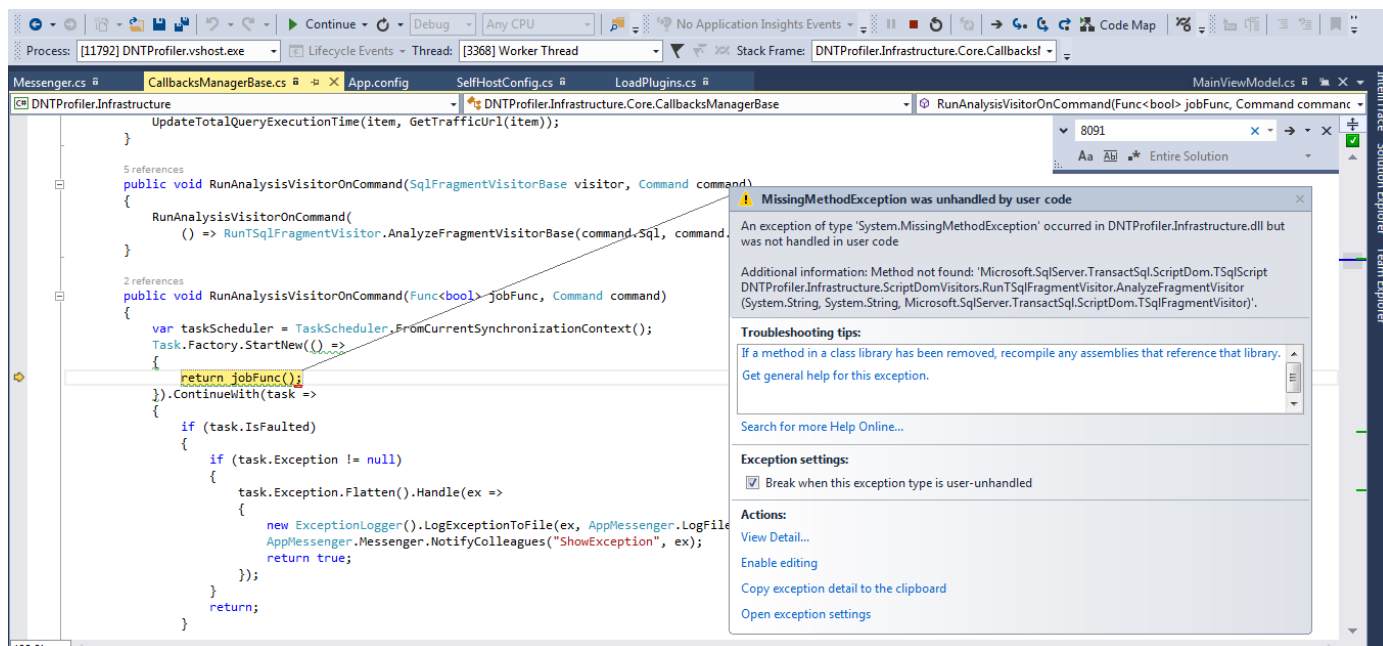 Continue Debug Any CPU No Application Insights Events Code Map
Process: [11792] DNTProfiler.vshost.exe Lifecycle Events Thread: [3368] Worker Thread Stack Frame: DNTProfiler.Infrastructure.Core.Callbacks
Messenger.cs CallbacksManagerBase.cs App.config SelfHostConfig.cs LoadPlugins.cs MainViewModel.cs
C# DNTProfiler.Infrastructure DNTProfiler.Infrastructure.Core.CallbacksManagerBase RunAnalysisVisitorOnCommand(Func<bool> jobFunc, Command comman
UpdateTotalQueryExecutionTime(item, GetTrafficUrl(item));
}
8091
Aa Abl Entire Solution
5 references
public void RunAnalysisVisitorOnCommand(SqlFragmentVisitorBase visitor, Command command)
{
RunAnalysisVisitorOnCommand(
() => RunTSqlFragmentVisitor.AnalyzeFragmentVisitorBase(command.Sql, command.
}
2 references
public void RunAnalysisVisitorOnCommand(Func<bool> jobFunc, Command command)
{
var taskScheduler = TaskScheduler.FromCurrentSynchronizationContext();
Task.Factory.StartNew(() =>
{
return jobFunc();
}).ContinueWith(task =>
{
if (task.IsFaulted)
{
if (task.Exception != null)
{
task.Exception.Flatten().Handle(ex =>
{
new ExceptionLogger().LogExceptionToFile(ex, AppMessenger.LogFile
AppMessenger.Messenger.NotifyColleagues("ShowException", ex);
return true;
});
}
return;
}
MissingMethodException was unhandled by user code
An exception of type 'System.MissingMethodException' occurred in DNTProfiler.Infrastructure.dll but
was not handled in user code
Additional information: Method not found: 'Microsoft.SqlServer.TransactSql.ScriptDom.TSqlScript
DNTProfiler.Infrastructure.ScriptDomVisitors.RunTSqlFragmentVisitor.AnalyzeFragmentVisitor
(System.String, System.String, Microsoft.SqlServer.TransactSql.ScriptDom.TSqlFragmentVisitor)'.
Troubleshooting tips:
If a method in a class library has been removed, recompile any assemblies that reference that library.
Get general help for this exception.
Search for more Help Online...
Exception settings:
Break when this exception type is user-unhandled
Actions:
View Detail...
Enable editing
Copy exception detail to the clipboard
Open exception settings
IntelliTrace
Solution Explorer
Team Explorer